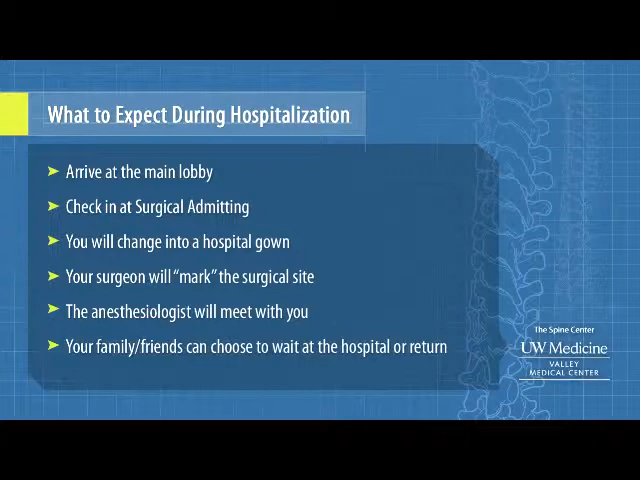 What to Expect During Hospitalization
➤ Arrive at the main lobby
➤ Check in at Surgical Admitting
➤ You will change into a hospital gown
➤ Your surgeon will “mark” the surgical site
➤ The anesthesiologist will meet with you
➤ Your family/friends can choose to wait at the hospital or return
The Spine Center
UW Medicine
VALLEY
MEDICAL CENTER